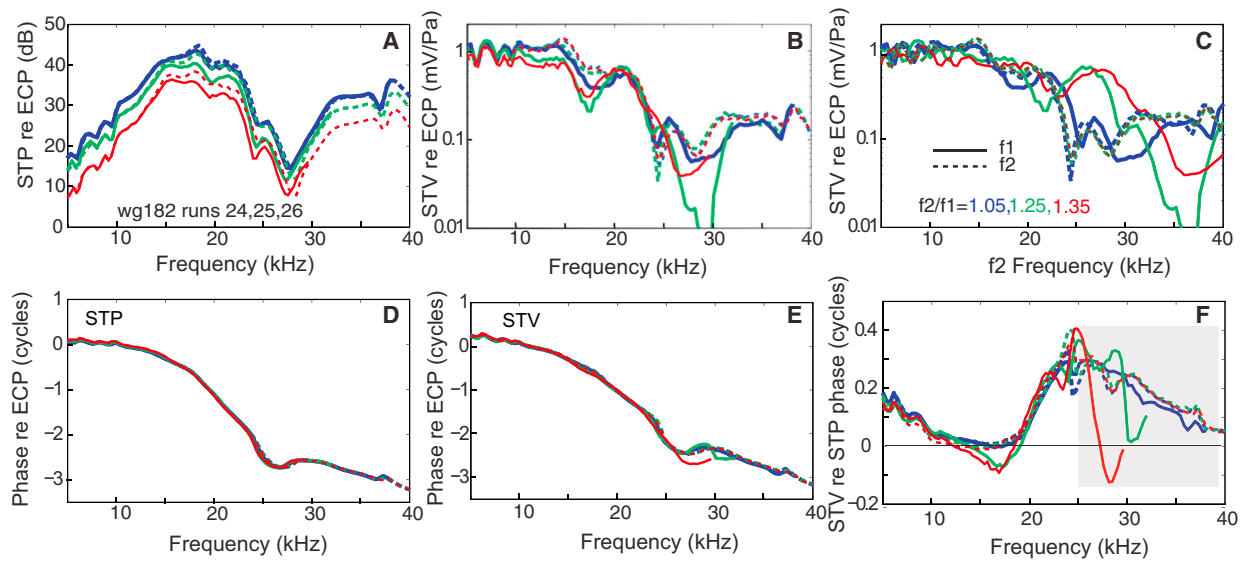 A
STP re ECP (dB)
50
40
30
20
10
0
wg182 runs 24,25,26
10
20
30
40
Frequency (kHz)
B
STV re ECP (mV/Pa)
1
0.1
0.01
10
20
30
40
Frequency (kHz)
C
STV re ECP (mV/Pa)
1
0.1
0.01
f1
f2
f2/f1=1.05,1.25,1.35
10
20
30
40
f2 Frequency (kHz)
D
STP
Phase re ECP (cycles)
1
0
−1
−2
−3
10
20
30
40
Frequency (kHz)
E
STV
Phase re ECP (cycles)
1
0
−1
−2
−3
10
20
30
40
Frequency (kHz)
F
STV re STP phase (cycles)
0.4
0.2
0
−0.2
10
20
30
40
Frequency (kHz)